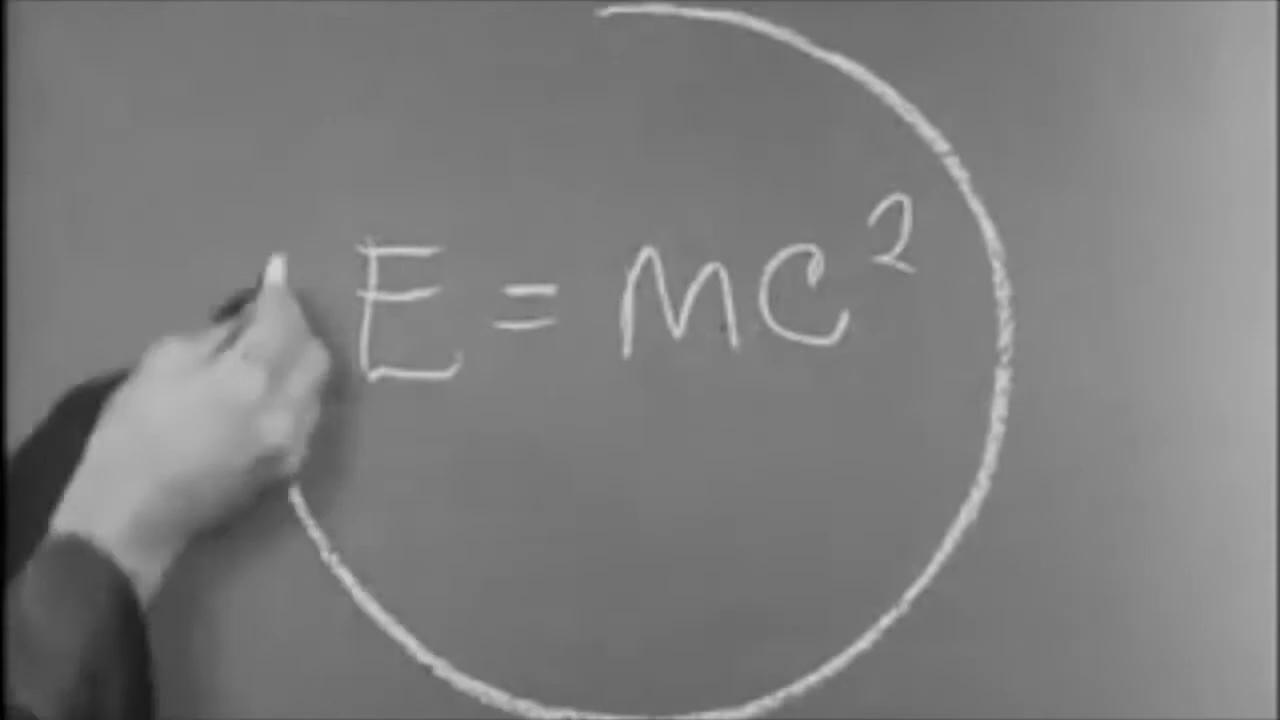 E = MC²